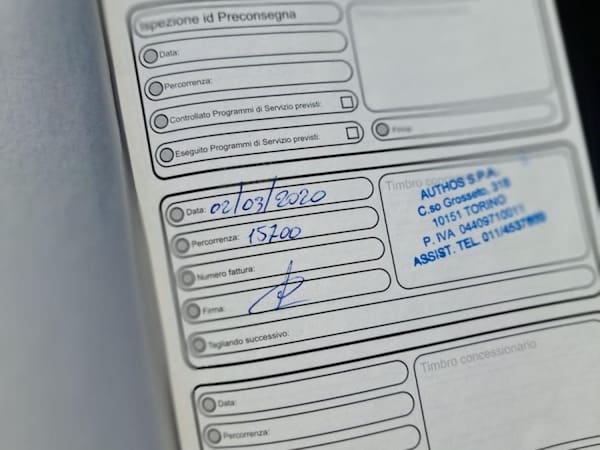 Ispezione id Preconsegna
Data:
Percorrenza:
Controllato Programmi di Servizio previsti:
Eseguito Programmi di Servizio previsti:
Firma:
Data: 02/03/2020
Percorrenza: 15700
Numero fattura:
Firma:
Tagliando successivo:
Timbro
AUTHOS S.P.A.
C.so Grosseto, 318
10151 TORINO
P. IVA 04409710011
ASSIST. TEL. 011/
Data:
Percorrenza:
Timbro concessionario